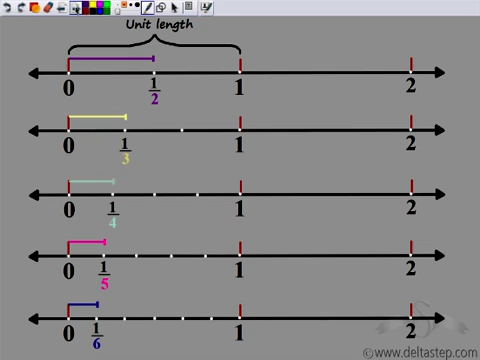 Unit length
0 1/2 1 2
0 1/3 1 2
0 1/4 1 2
0 1/5 1 2
0 1/6 1 2
©www.deltastep.com